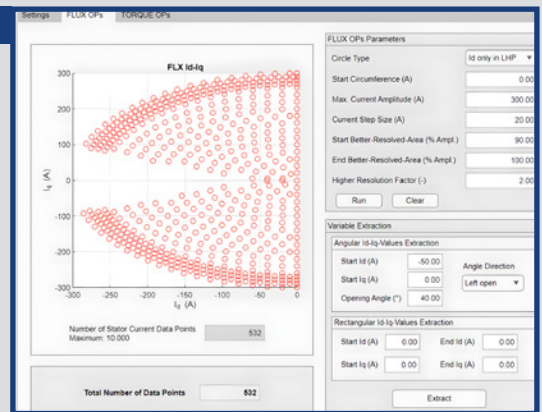 Settings FLUX OPs TORQUE OPs
FLX Id-Iq
300
200
100
0
-100
-200
-300
Iq (A)
-300 -250 -200 -150 -100 -50 0
Id (A)
Number of Stator Current Data Points
Maximum: 10.000
532
Total Number of Data Points 532
FLUX OPs Parameters
Circle Type Id only in LHP
Start Circumference (A) 0.00
Max. Current Amplitude (A) 300.00
Current Step Size (A) 20.00
Start Better-Resolved-Area (% Ampl.) 90.00
End Better-Resolved-Area (% Ampl.) 100.00
Higher Resolution Factor (-) 2.00
Run Clear
Variable Extraction
Angular Id-Iq-Values Extraction
Start Id (A) -50.00
Angle Direction
Start Iq (A) 0.00
Left open
Opening Angle (°) 40.00
Rectangular Id-Iq-Values Extraction
Start Id (A) 0.00 End Id (A) 0.00
Start Iq (A) 0.00 End Iq (A) 0.00
Extract